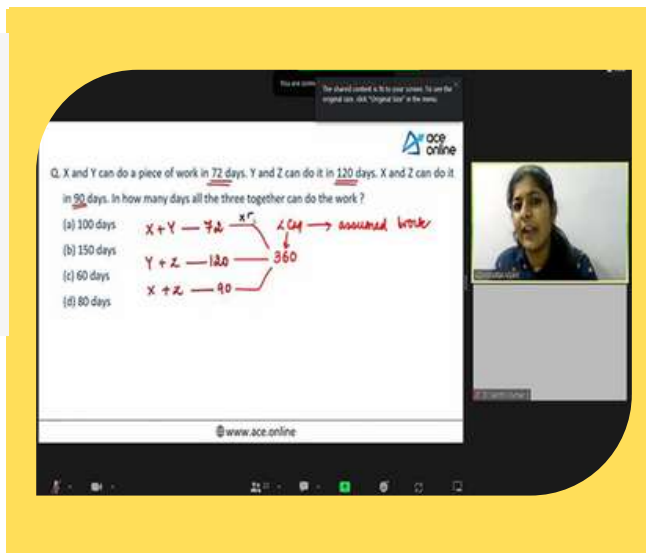 The shared content is fit to your screen. To see the
original size, click "Original Size" in the menu.
ace
online
Q. X and Y can do a piece of work in 72 days. Y and Z can do it in 120 days. X and Z can do it
in 90 days. In how many days all the three together can do the work ?
(a) 100 days
(b) 150 days
(c) 60 days
(d) 80 days
X+Y — 72 x5 LCM → assumed work
Y + Z — 120 — 360
X + Z — 90
www.ace.online